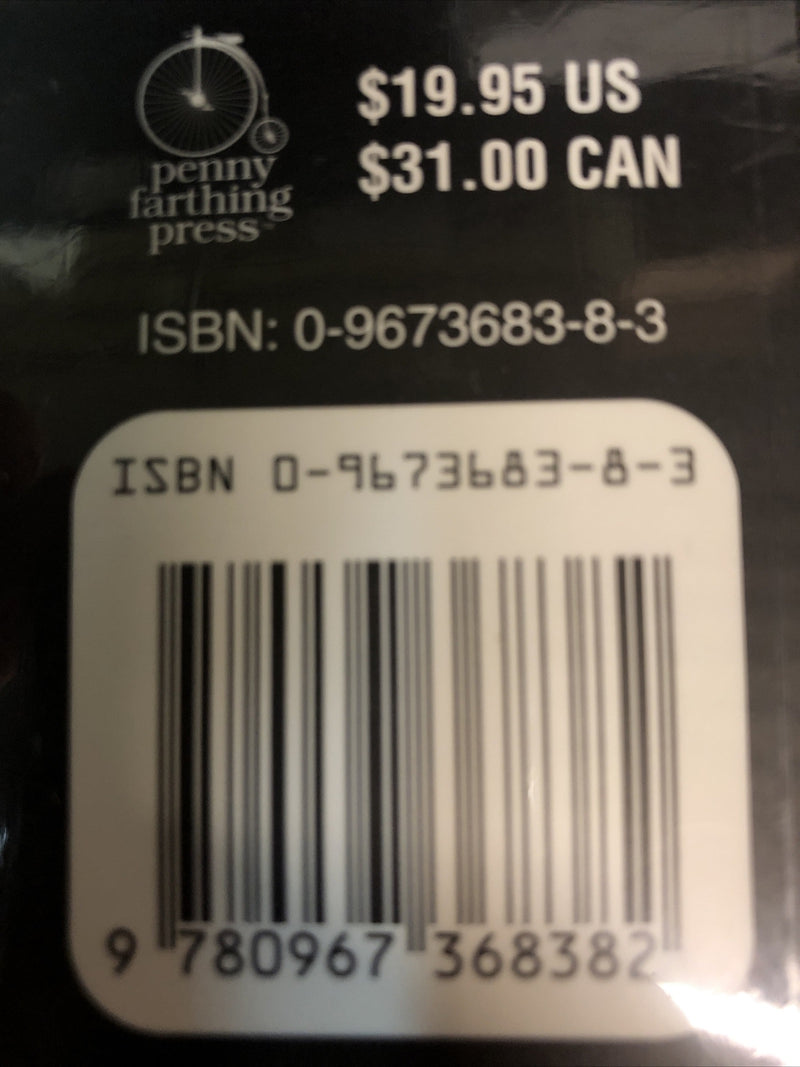 penny
farthing
press™
$19.95 US
$31.00 CAN
ISBN: 0-9673683-8-3
ISBN 0-9673683-8-3
9 780967 368382